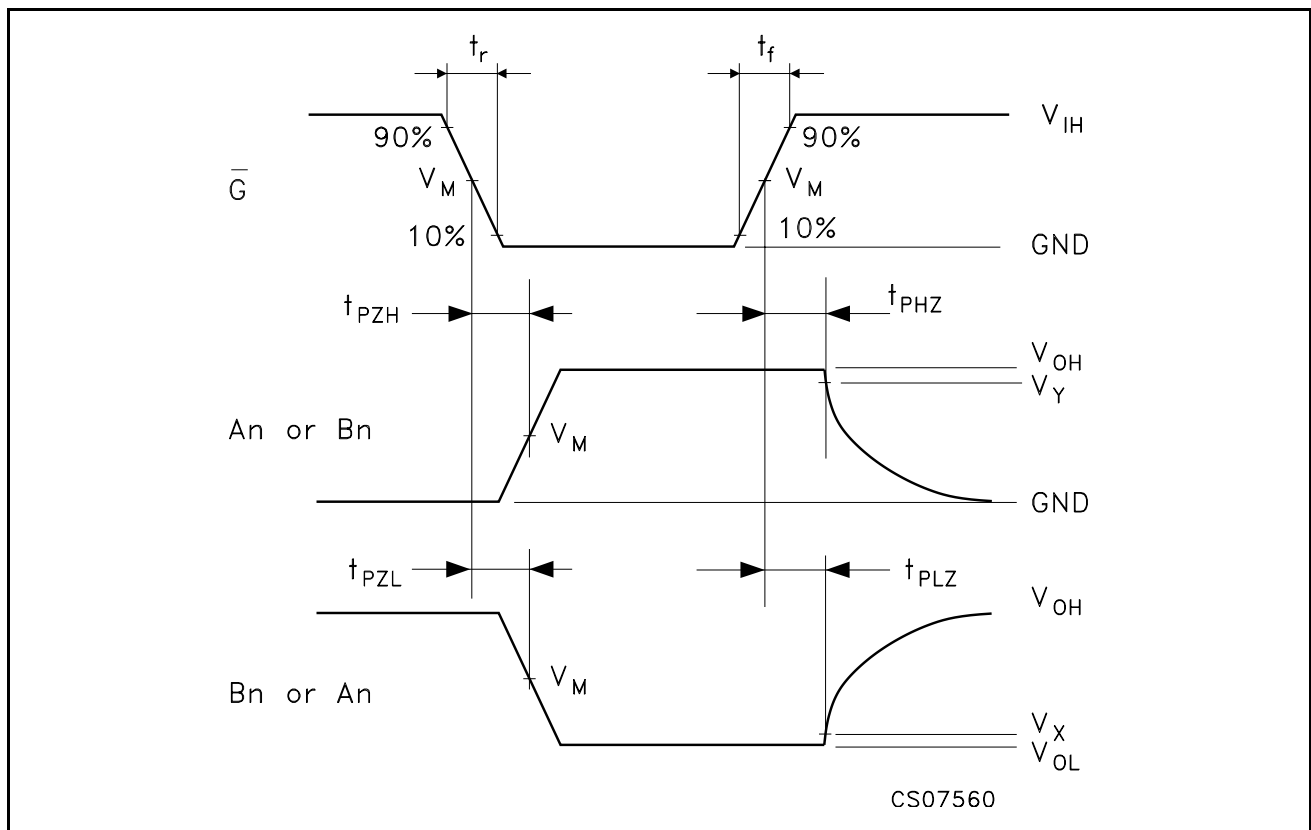 tr tf
90% 90% VIH
G̅ VM VM
10% 10% GND
tPZH tPHZ
VOH
VY
An or Bn VM
GND
tPZL tPLZ
VOH
VM
Bn or An
VX
VOL
CS07560